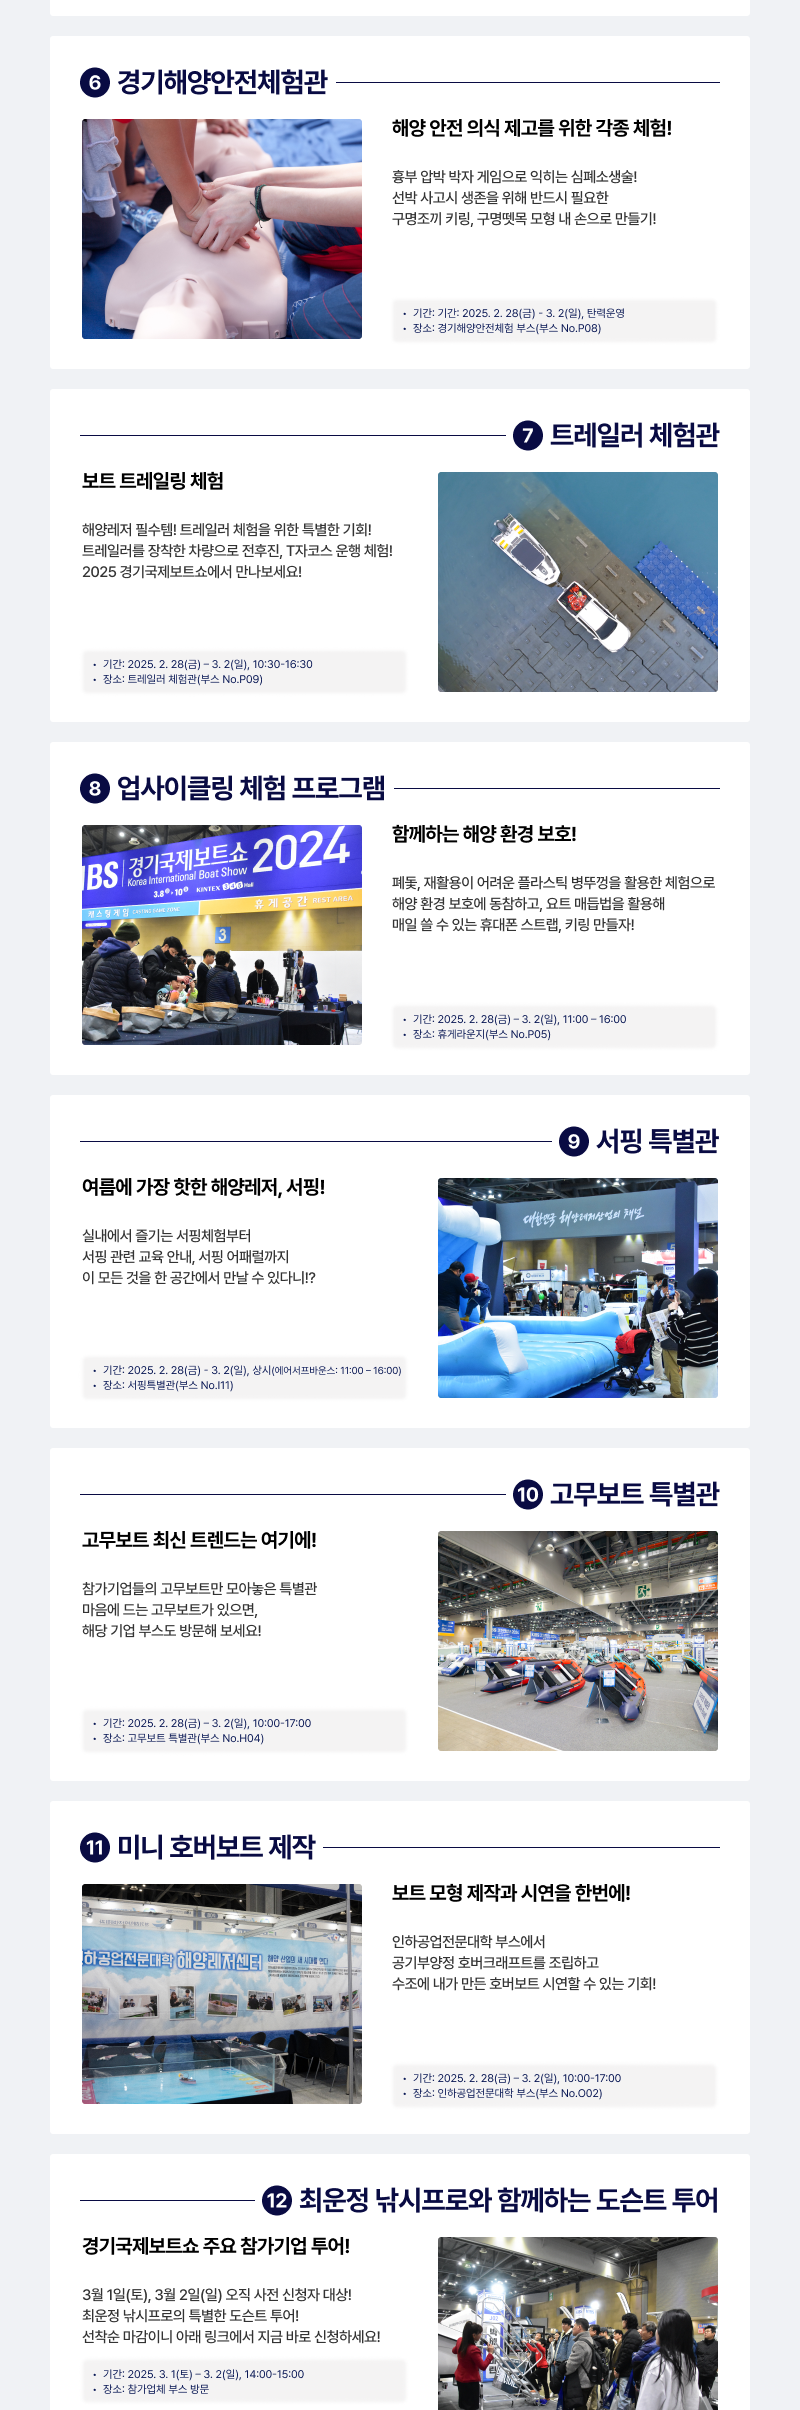 6 경기해양안전체험관
해양 안전 의식 제고를 위한 각종 체험!
흉부 압박 박자 게임으로 익히는 심폐소생술!
선박 사고시 생존을 위해 반드시 필요한
구명조끼 키링, 구명뗏목 모형 내 손으로 만들기!
• 기간: 기간: 2025. 2. 28(금) - 3. 2(일), 탄력운영
• 장소: 경기해양안전체험 부스(부스 No.P08)
7 트레일러 체험관
보트 트레일링 체험
해양레저 필수템! 트레일러 체험을 위한 특별한 기회!
트레일러를 장착한 차량으로 전후진, T자코스 운행 체험!
2025 경기국제보트쇼에서 만나보세요!
• 기간: 2025. 2. 28(금) – 3. 2(일), 10:30-16:30
• 장소: 트레일러 체험관(부스 No.P09)
8 업사이클링 체험 프로그램
IBS 경기국제보트쇼 2024
Korea International Boat Show
3.8 - 10 KINTEX Hall
캐스팅게임 CASTING GAME ZONE 휴게공간 REST AREA
3
함께하는 해양 환경 보호!
폐돛, 재활용이 어려운 플라스틱 병뚜껑을 활용한 체험으로
해양 환경 보호에 동참하고, 요트 매듭법을 활용해
매일 쓸 수 있는 휴대폰 스트랩, 키링 만들자!
• 기간: 2025. 2. 28(금) – 3. 2(일), 11:00 – 16:00
• 장소: 휴게라운지(부스 No.P05)
9 서핑 특별관
여름에 가장 핫한 해양레저, 서핑!
실내에서 즐기는 서핑체험부터
서핑 관련 교육 안내, 서핑 어패럴까지
이 모든 것을 한 공간에서 만날 수 있다니!?
• 기간: 2025. 2. 28(금) - 3. 2(일), 상시(에어서프바운스: 11:00 – 16:00)
• 장소: 서핑특별관(부스 No.I11)
대한민국 해양레저산업의 채널
10 고무보트 특별관
고무보트 최신 트렌드는 여기에!
참가기업들의 고무보트만 모아놓은 특별관
마음에 드는 고무보트가 있으면,
해당 기업 부스도 방문해 보세요!
• 기간: 2025. 2. 28(금) – 3. 2(일), 10:00-17:00
• 장소: 고무보트 특별관(부스 No.H04)
11 미니 호버보트 제작
하공업전문대학 해양레저센터 해양 산업의 새 시대를 연다
보트 모형 제작과 시연을 한번에!
인하공업전문대학 부스에서
공기부양정 호버크래프트를 조립하고
수조에 내가 만든 호버보트 시연할 수 있는 기회!
• 기간: 2025. 2. 28(금) – 3. 2(일), 10:00-17:00
• 장소: 인하공업전문대학 부스(부스 No.O02)
12 최운정 낚시프로와 함께하는 도슨트 투어
경기국제보트쇼 주요 참가기업 투어!
3월 1일(토), 3월 2일(일) 오직 사전 신청자 대상!
최운정 낚시프로의 특별한 도슨트 투어!
선착순 마감이니 아래 링크에서 지금 바로 신청하세요!
• 기간: 2025. 3. 1(토) – 3. 2(일), 14:00-15:00
• 장소: 참가업체 부스 방문